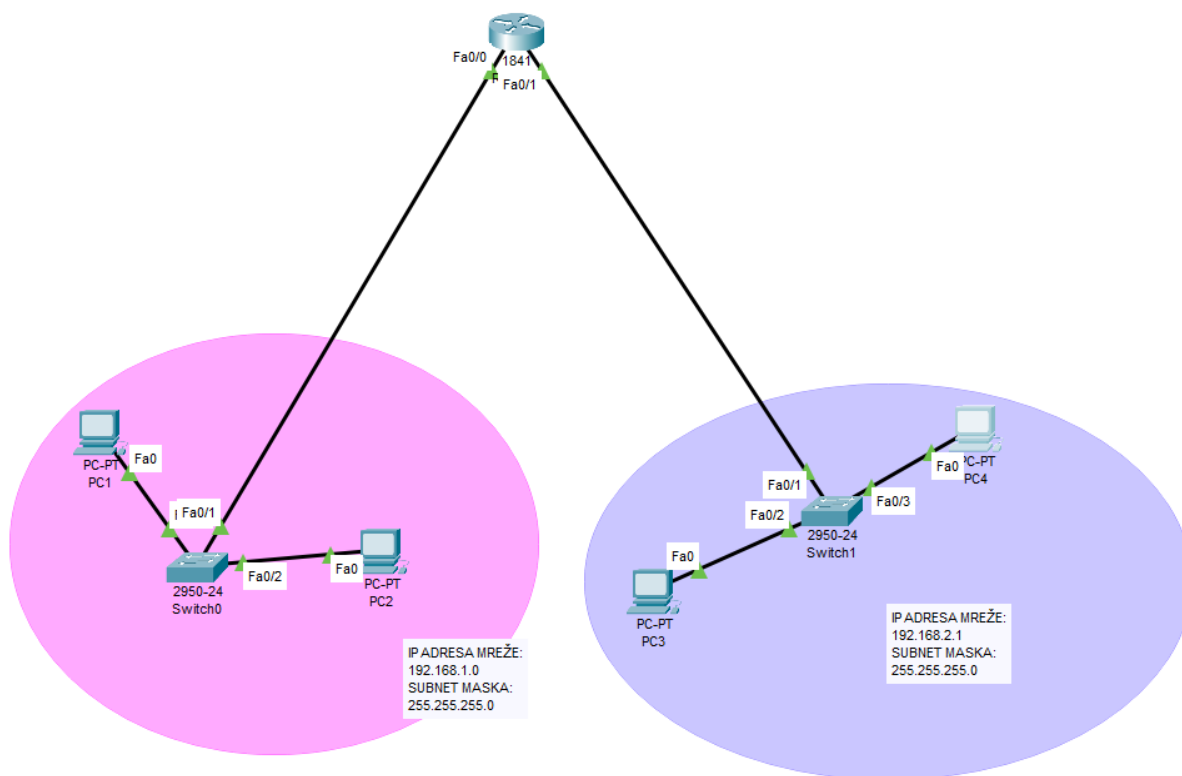 Fa0/0
1841
Fa0/1
PC-PT
PC1
Fa0
Fa0/1
2950-24
Switch0
Fa0/2
Fa0
PC-PT
PC2
IP ADRESA MREŽE:
192.168.1.0
SUBNET MASKA:
255.255.255.0
Fa0/1
Fa0
PC-PT
PC4
Fa0/2
Fa0/3
2950-24
Switch1
Fa0
PC-PT
PC3
IP ADRESA MREŽE:
192.168.2.1
SUBNET MASKA:
255.255.255.0